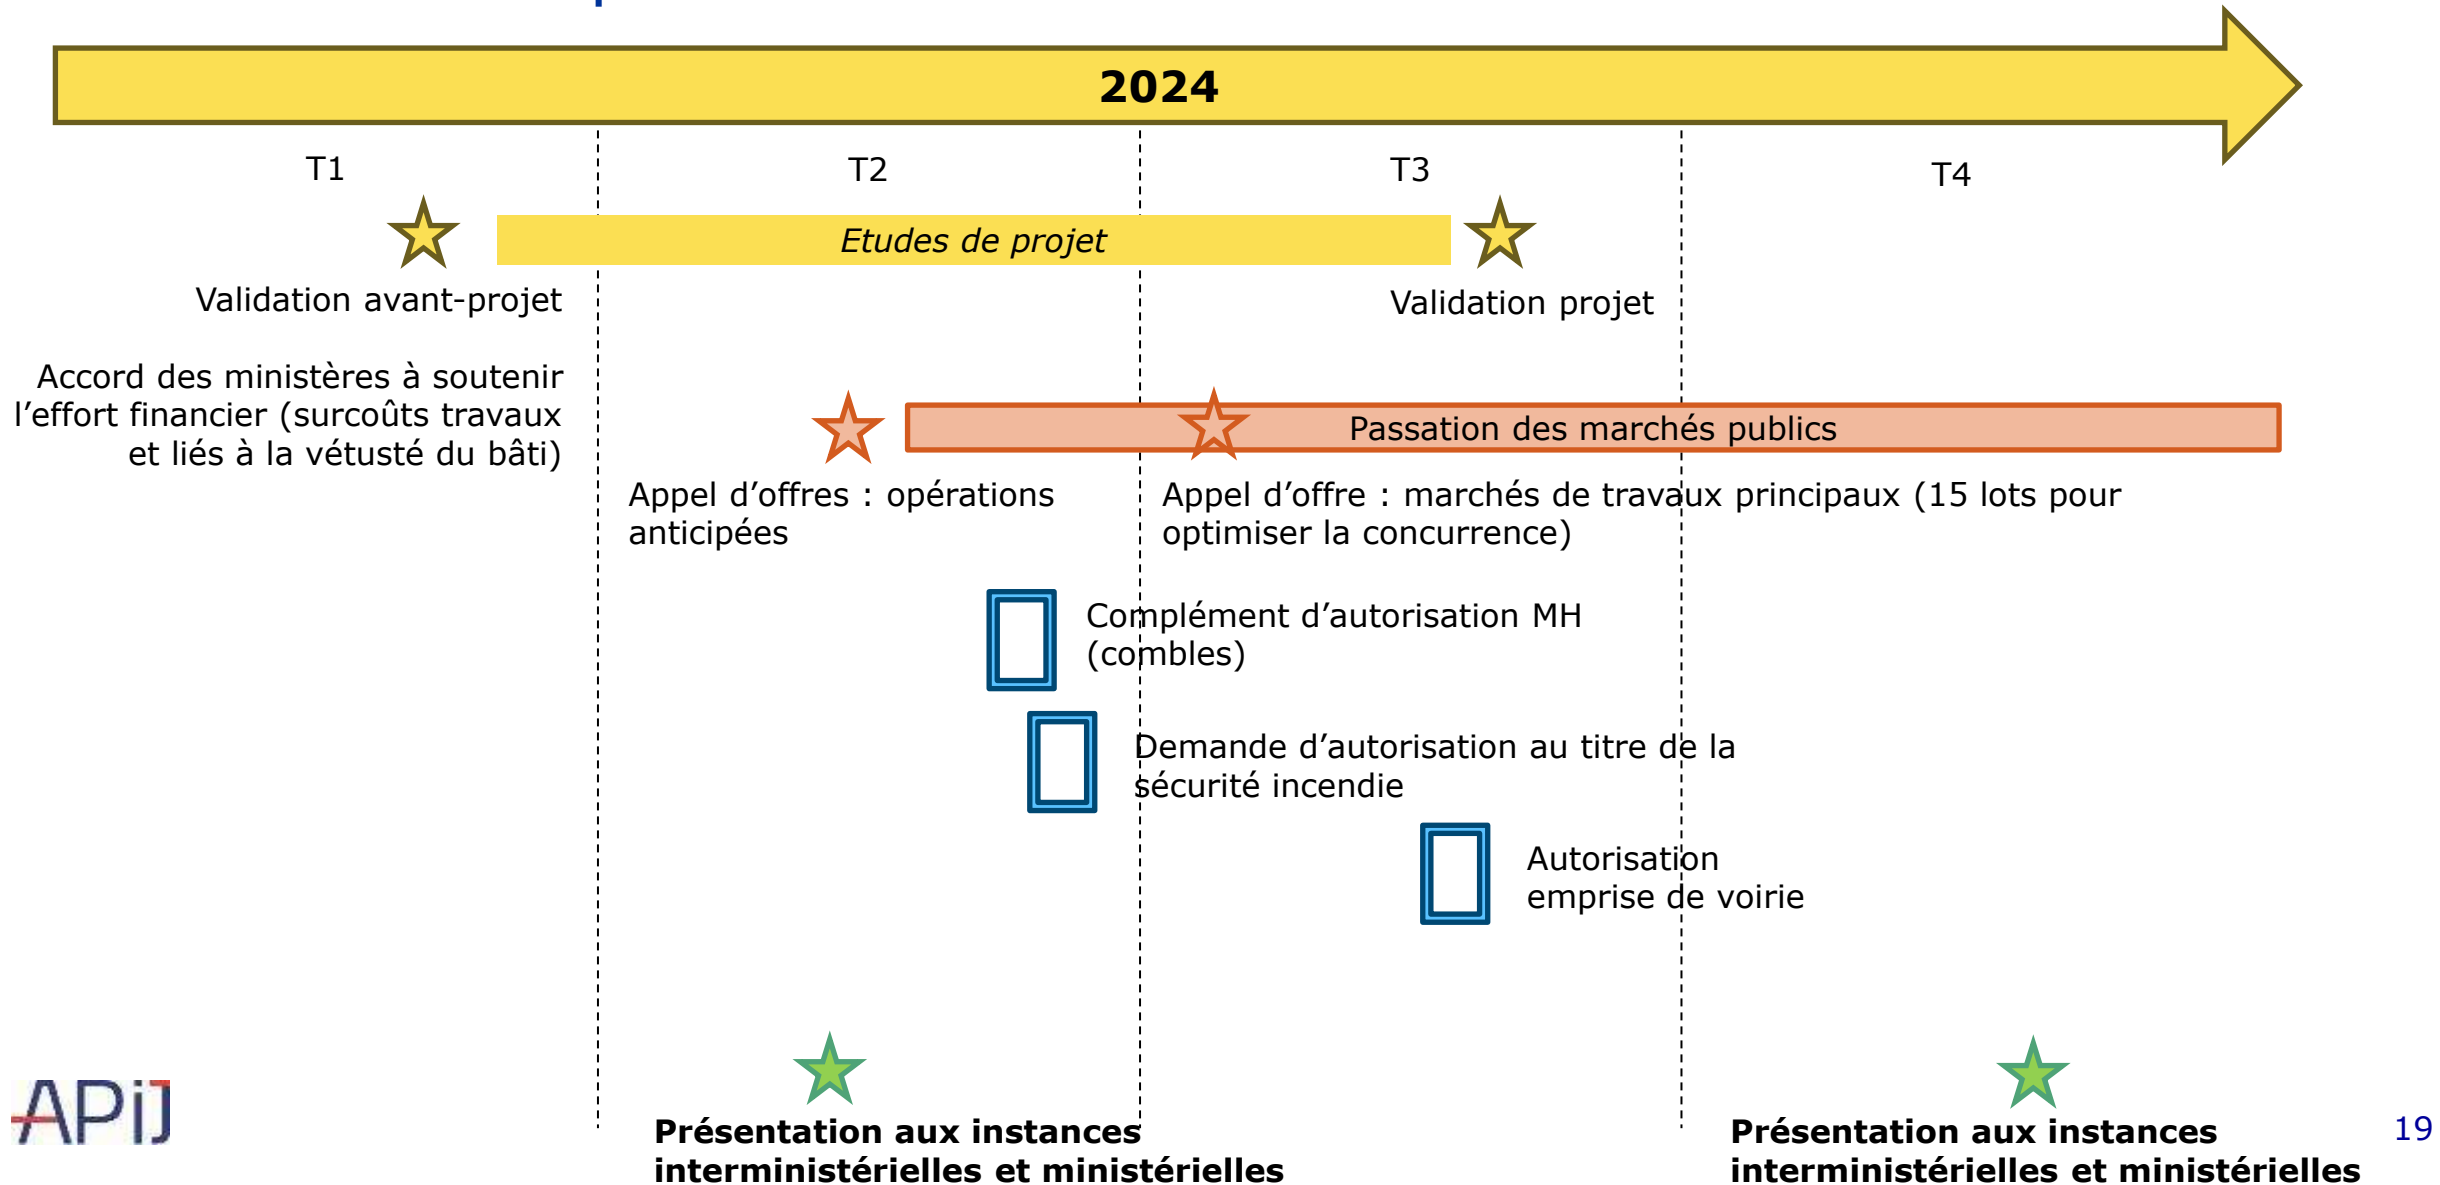 2024
T1
T2
T3
T4
Etudes de projet
Validation avant-projet
Validation projet
Accord des ministères à soutenir
l’effort financier (surcoûts travaux
et liés à la vétusté du bâti)
Passation des marchés publics
Appel d’offres : opérations
anticipées
Appel d’offre : marchés de travaux principaux (15 lots pour
optimiser la concurrence)
Complément d’autorisation MH
(combles)
Demande d’autorisation au titre de la
sécurité incendie
Autorisation
emprise de voirie
APiJ
Présentation aux instances
interministérielles et ministérielles
Présentation aux instances
interministérielles et ministérielles
19